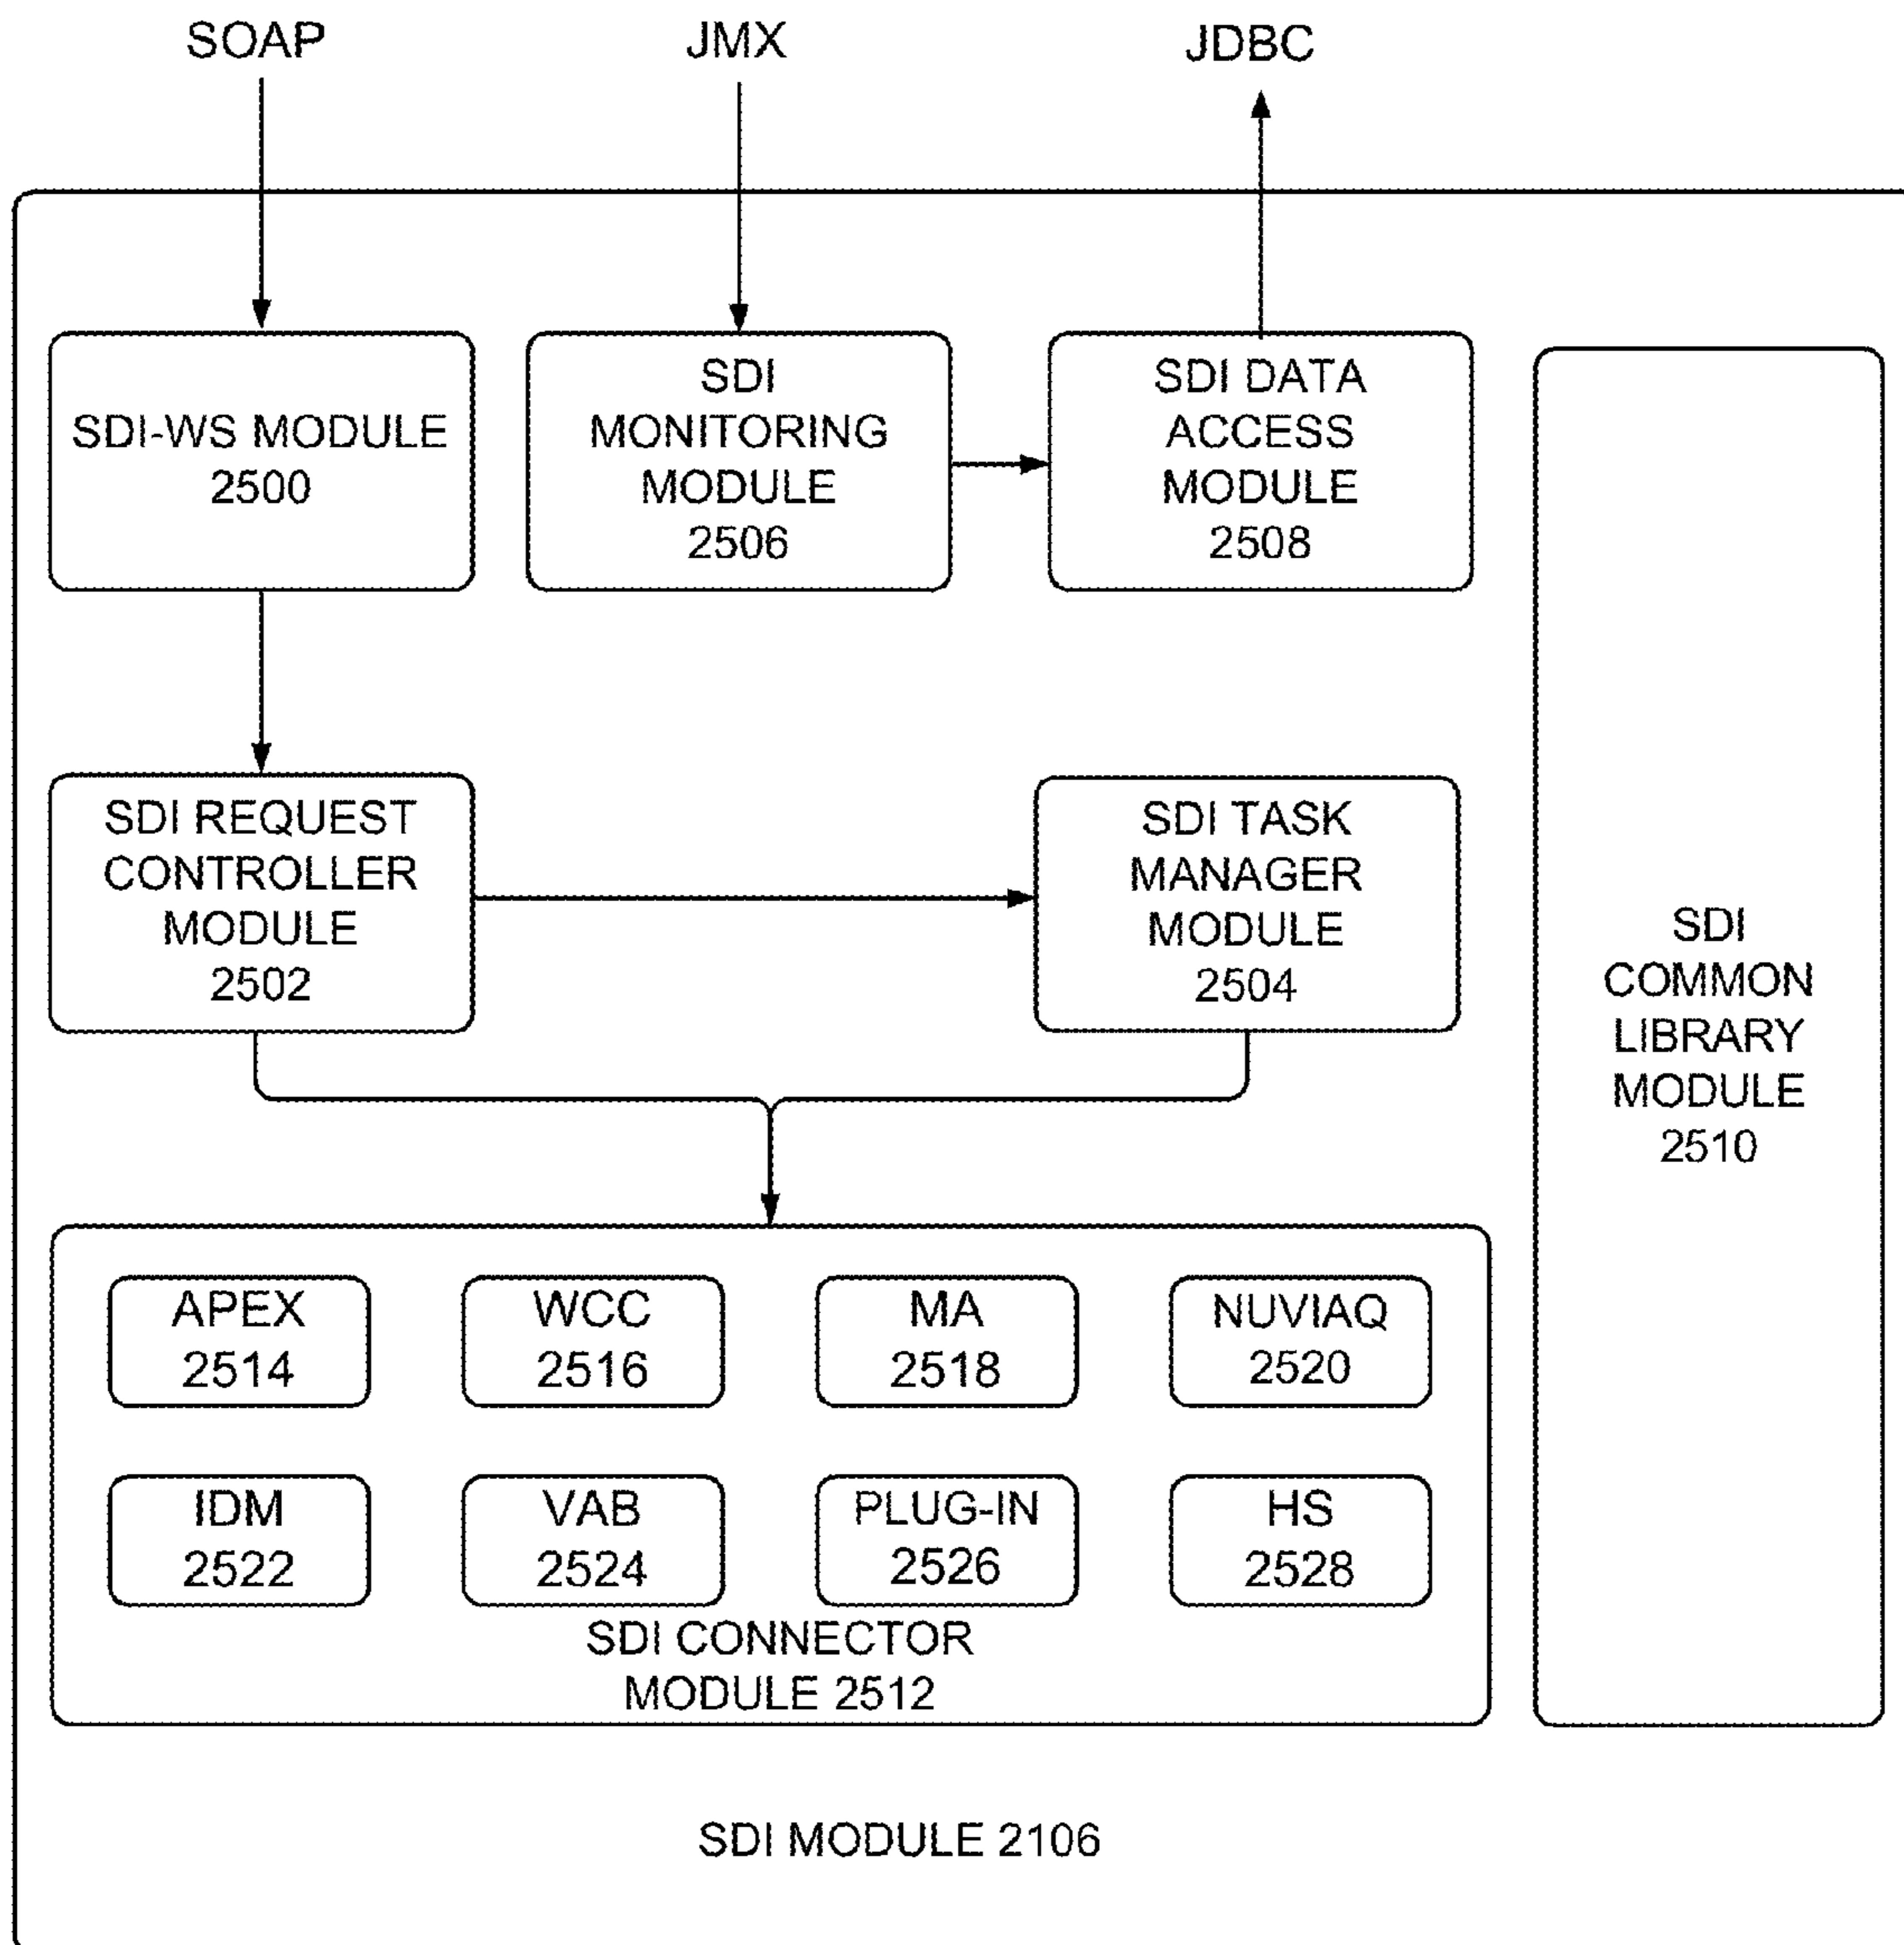 SOAP
JMX
JDBC
SDI-WS MODULE
2500
SDI
MONITORING
MODULE
2506
SDI DATA
ACCESS
MODULE
2508
SDI REQUEST
CONTROLLER
MODULE
2502
SDI TASK
MANAGER
MODULE
2504
SDI
COMMON
LIBRARY
MODULE
2510
APEX
2514
WCC
2516
MA
2518
NUVIAQ
2520
IDM
2522
VAB
2524
PLUG-IN
2526
HS
2528
SDI CONNECTOR
MODULE 2512
SDI MODULE 2106